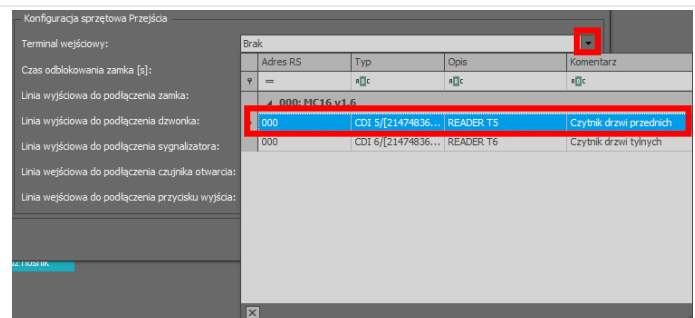 Konfiguracja sprzętowa Przejścia
Terminal wejściowy: Brak
Adres RS Typ Opis Komentarz
Czas odblokowania zamka [s]:
=
Linia wyjściowa do podłączenia zamka:
000: MC16 v1.6
Linia wyjściowa do podłączenia dzwonka: 000 CDI 5/[21474836... READER T5 Czytnik drzwi przednich
Linia wyjściowa do podłączenia sygnalizatora: 000 CDI 6/[21474836... READER T6 Czytnik drzwi tylnych
Linia wejściowa do podłączenia czujnika otwarcia:
Linia wejściowa do podłączenia przycisku wyjścia:
nośnik